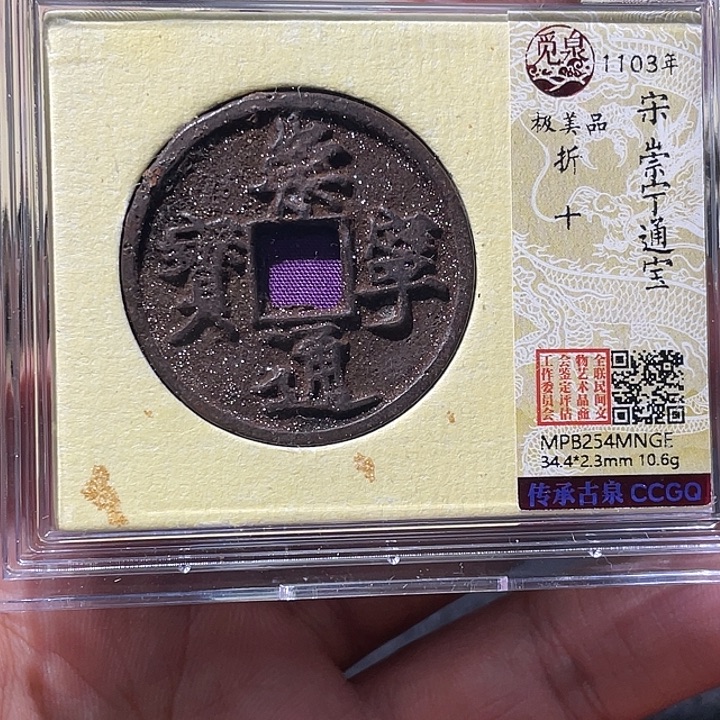 崇寧通寶
觅泉
1103年
宋 崇宁通宝
极美品
折十
全联民间文
物艺术品商
会鉴定评估
工作委员会
MPB254MNGE
34.4*2.3mm 10.6g
传承古泉 CCGQ